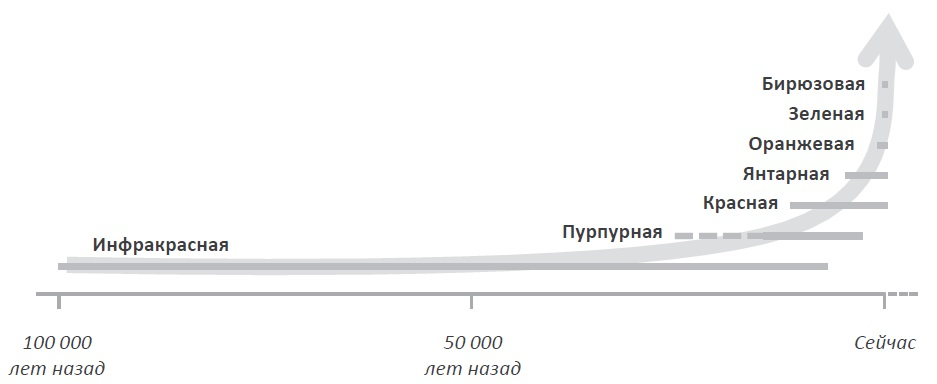 Бирюзовая
Зеленая
Оранжевая
Янтарная
Красная
Пурпурная
Инфракрасная
100 000
лет назад
50 000
лет назад
Сейчас